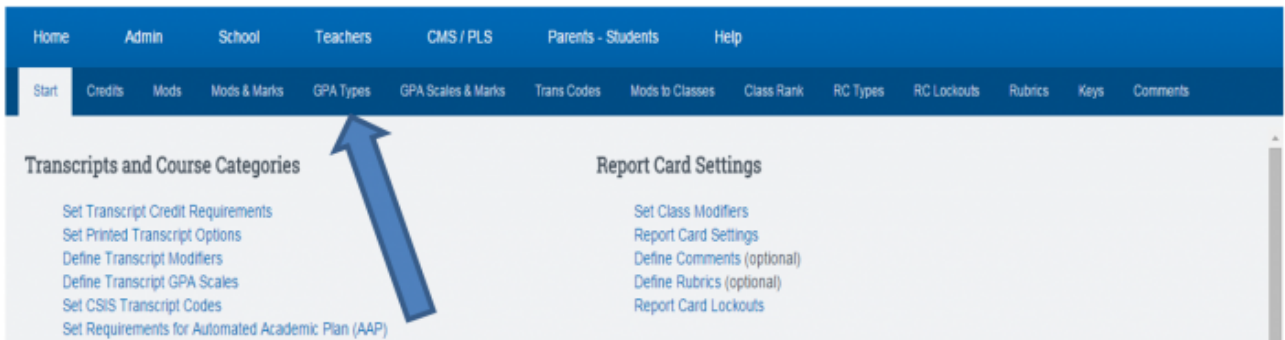 Home Admin School Teachers CMS / PLS Parents - Students Help
Start Credits Mods Mods & Marks GPA Types GPA Scales & Marks Trans Codes Mods to Classes Class Rank RC Types RC Lockouts Rubrics Keys Comments
Transcripts and Course Categories
Set Transcript Credit Requirements
Set Printed Transcript Options
Define Transcript Modifiers
Define Transcript GPA Scales
Set CSIS Transcript Codes
Set Requirements for Automated Academic Plan (AAP)
Report Card Settings
Set Class Modifiers
Report Card Settings
Define Comments (optional)
Define Rubrics (optional)
Report Card Lockouts